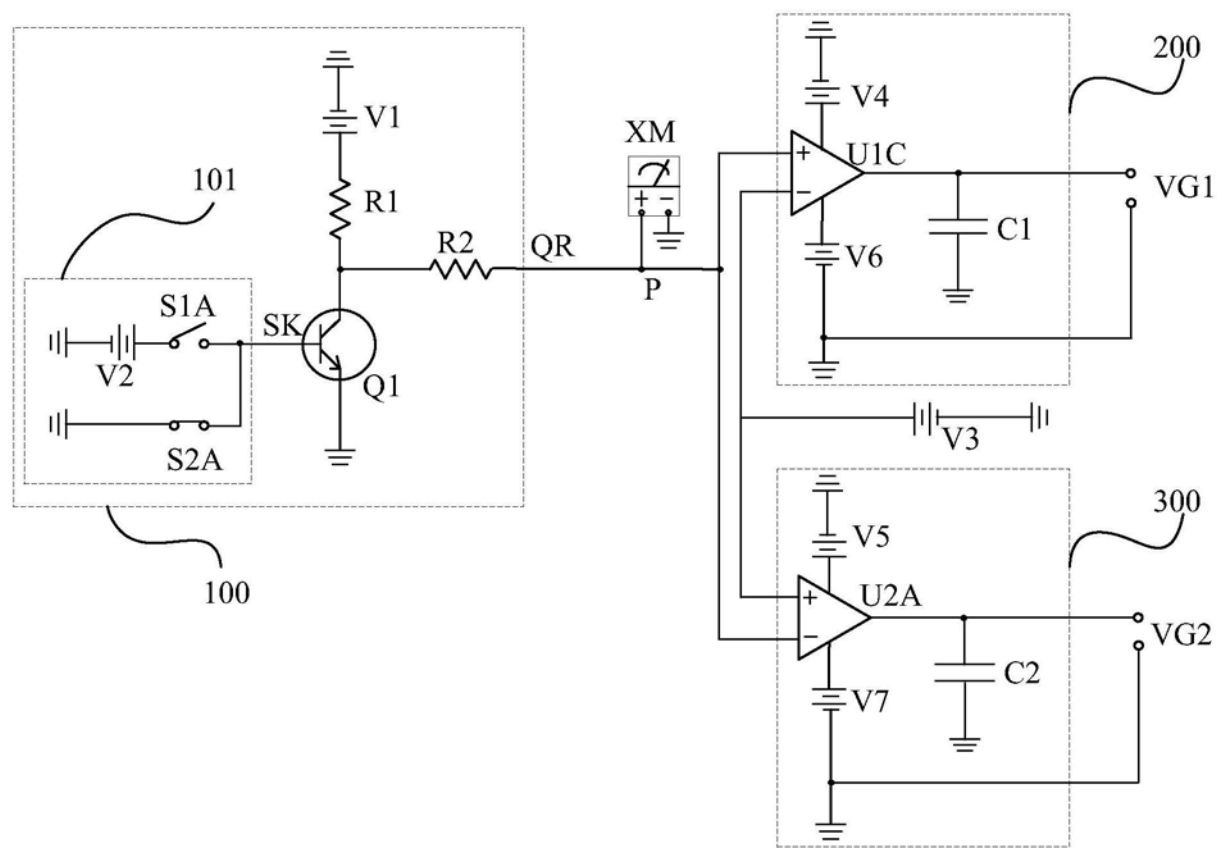 200
V4
V1
XM
+
U1C
+ −
−
101
VG1
R1
C1
R2
QR
V6
P
S1A
SK
V2
Q1
V3
S2A
300
V5
100
+
U2A
−
VG2
C2
V7